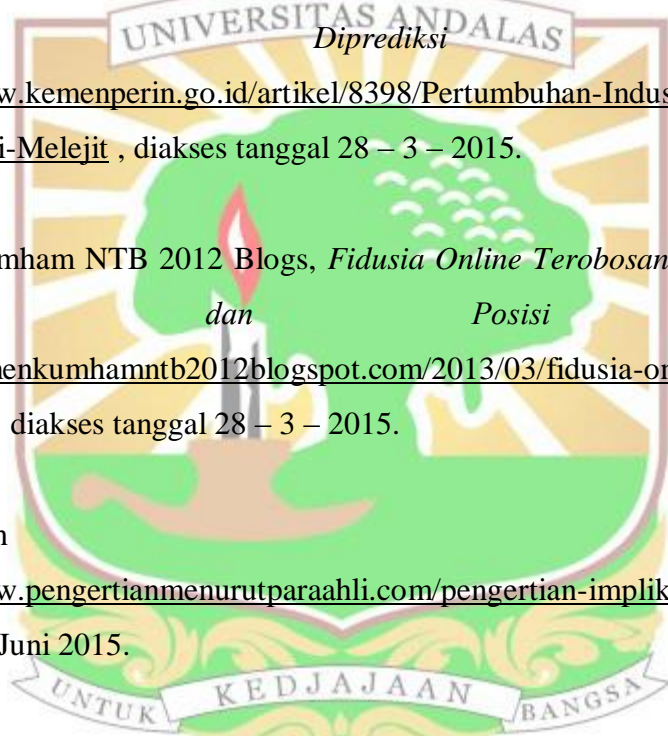 UNIVERSITAS ANDALAS
Diprediksi
w.kemenperin.go.id/artikel/8398/Pertumbuhan-Indus
i-Melejit , diakses tanggal 28 – 3 – 2015.
mham NTB 2012 Blogs, Fidusia Online Terobosan
dan Posisi
nenkumhamntb2012blogspot.com/2013/03/fidusia-on
diakses tanggal 28 – 3 – 2015.
n
w.pengertianmenurutparaahli.com/pengertian-implik
Juni 2015.
UNTUK KEDJAJAAN BANGSA